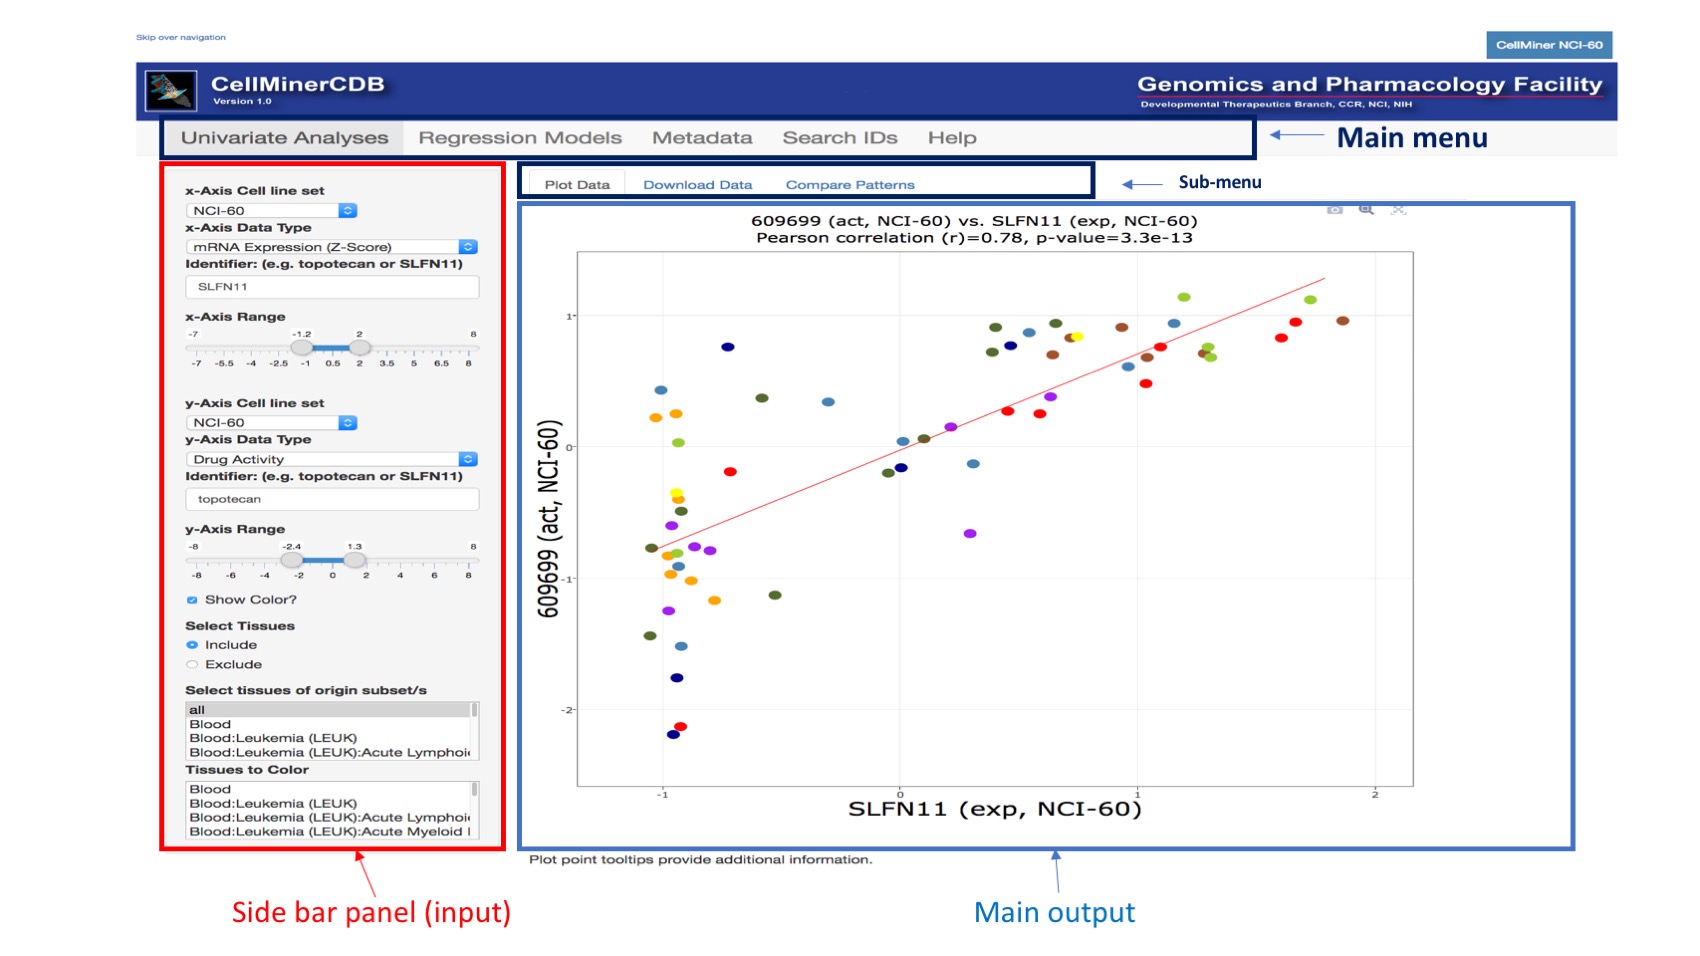 Skip over navigation
CellMiner NCI-60
CellMinerCDB
Version 1.0
Genomics and Pharmacology Facility
Developmental Therapeutics Branch, CCR, NCI, NIH
Univariate Analyses Regression Models Metadata Search IDs Help
Main menu
Plot Data Download Data Compare Patterns
Sub-menu
x-Axis Cell line set
NCI-60
x-Axis Data Type
mRNA Expression (Z-Score)
Identifier: (e.g. topotecan or SLFN11)
SLFN11
x-Axis Range
-7 -1.2 2 8
-7 -5.5 -4 -2.5 -1 0.5 2 3.5 5 6.5 8
y-Axis Cell line set
NCI-60
y-Axis Data Type
Drug Activity
Identifier: (e.g. topotecan or SLFN11)
topotecan
y-Axis Range
-8 -2.4 1.3 8
-8 -6 -4 -2 0 2 4 6 8
Show Color?
Select Tissues
Include
Exclude
Select tissues of origin subset/s
all
Blood
Blood:Leukemia (LEUK)
Blood:Leukemia (LEUK):Acute Lymphoi
Tissues to Color
Blood
Blood:Leukemia (LEUK)
Blood:Leukemia (LEUK):Acute Lymphoi
Blood:Leukemia (LEUK):Acute Myeloid
609699 (act, NCI-60) vs. SLFN11 (exp, NCI-60)
Pearson correlation (r)=0.78, p-value=3.3e-13
609699 (act, NCI-60)
1
0
-1
-2
-1 0 1 2
SLFN11 (exp, NCI-60)
Plot point tooltips provide additional information.
Side bar panel (input)
Main output